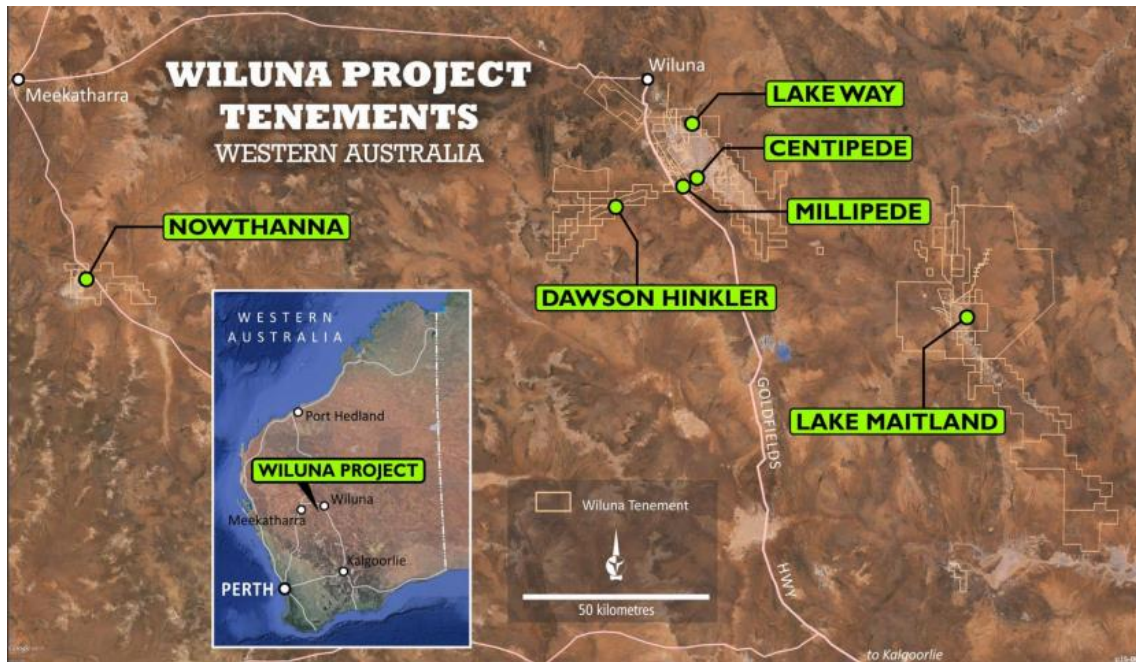 WILUNA PROJECT
TENEMENTS
WESTERN AUSTRALIA
Meekatharra
Wiluna
LAKE WAY
CENTIPEDE
MILLIPEDE
NOWTHANNA
DAWSON HINKLER
LAKE MAITLAND
GOLDFIELDS
HWY
to Kalgoorlie
WESTERN
AUSTRALIA
Port Hedland
WILUNA PROJECT
Wiluna
Meekatharra
Kalgoorlie
PERTH
Wiluna Tenement
50 kilometres